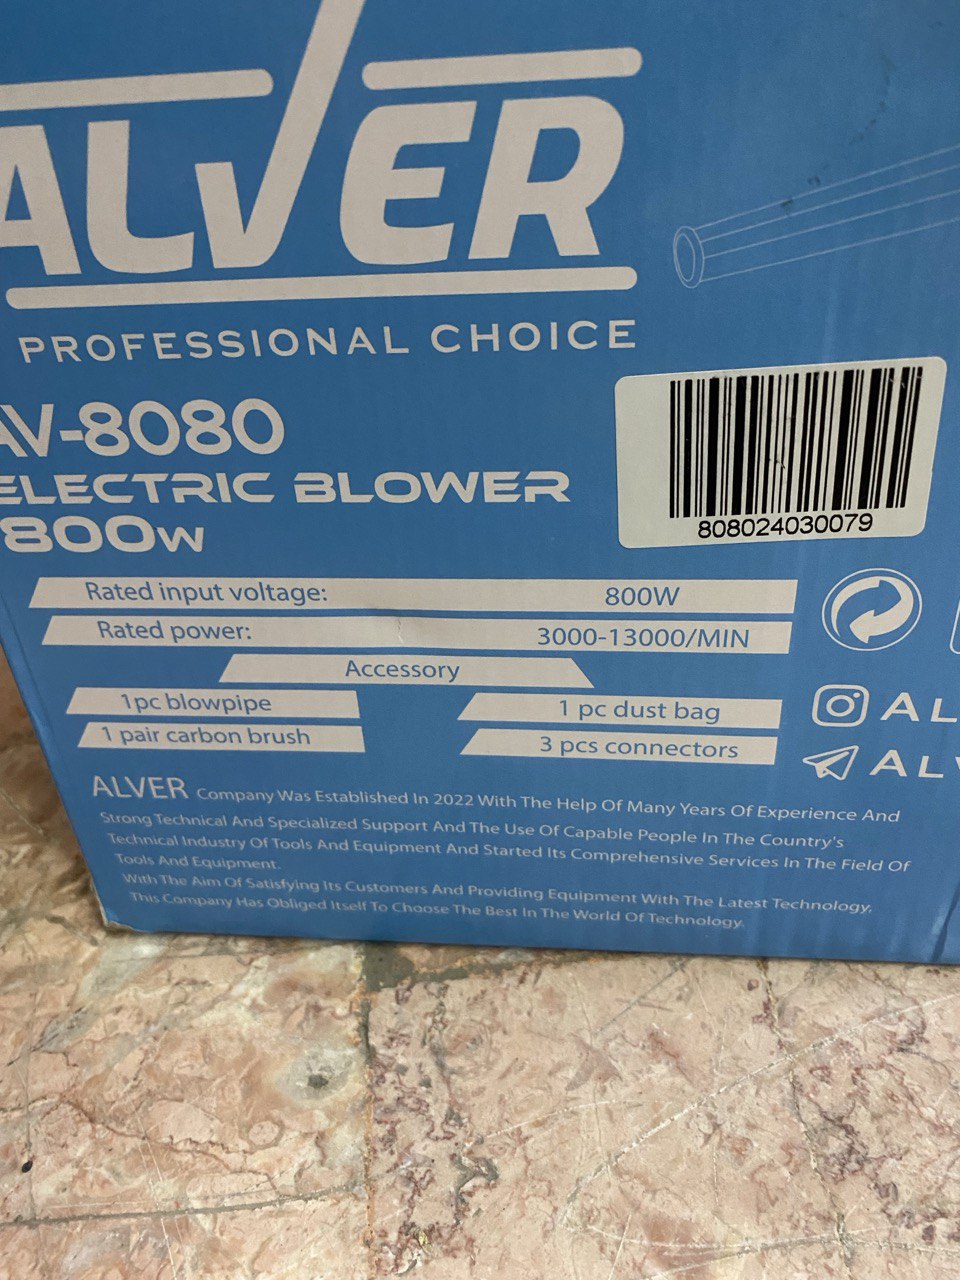 ALVER
PROFESSIONAL CHOICE
AV-8080
ELECTRIC BLOWER
800W
808024030079
Rated input voltage: 800W
Rated power: 3000-13000/MIN
Accessory
1pc blowpipe 1 pc dust bag
1 pair carbon brush 3 pcs connectors
AL
ALV
ALVER Company Was Established In 2022 With The Help Of Many Years Of Experience And
Strong Technical And Specialized Support And The Use Of Capable People In The Country's
Technical Industry Of Tools And Equipment And Started Its Comprehensive Services In The Field Of
Tools And Equipment.
With The Aim Of Satisfying Its Customers And Providing Equipment With The Latest Technology,
This Company Has Obliged Itself To Choose The Best In The World Of Technology.